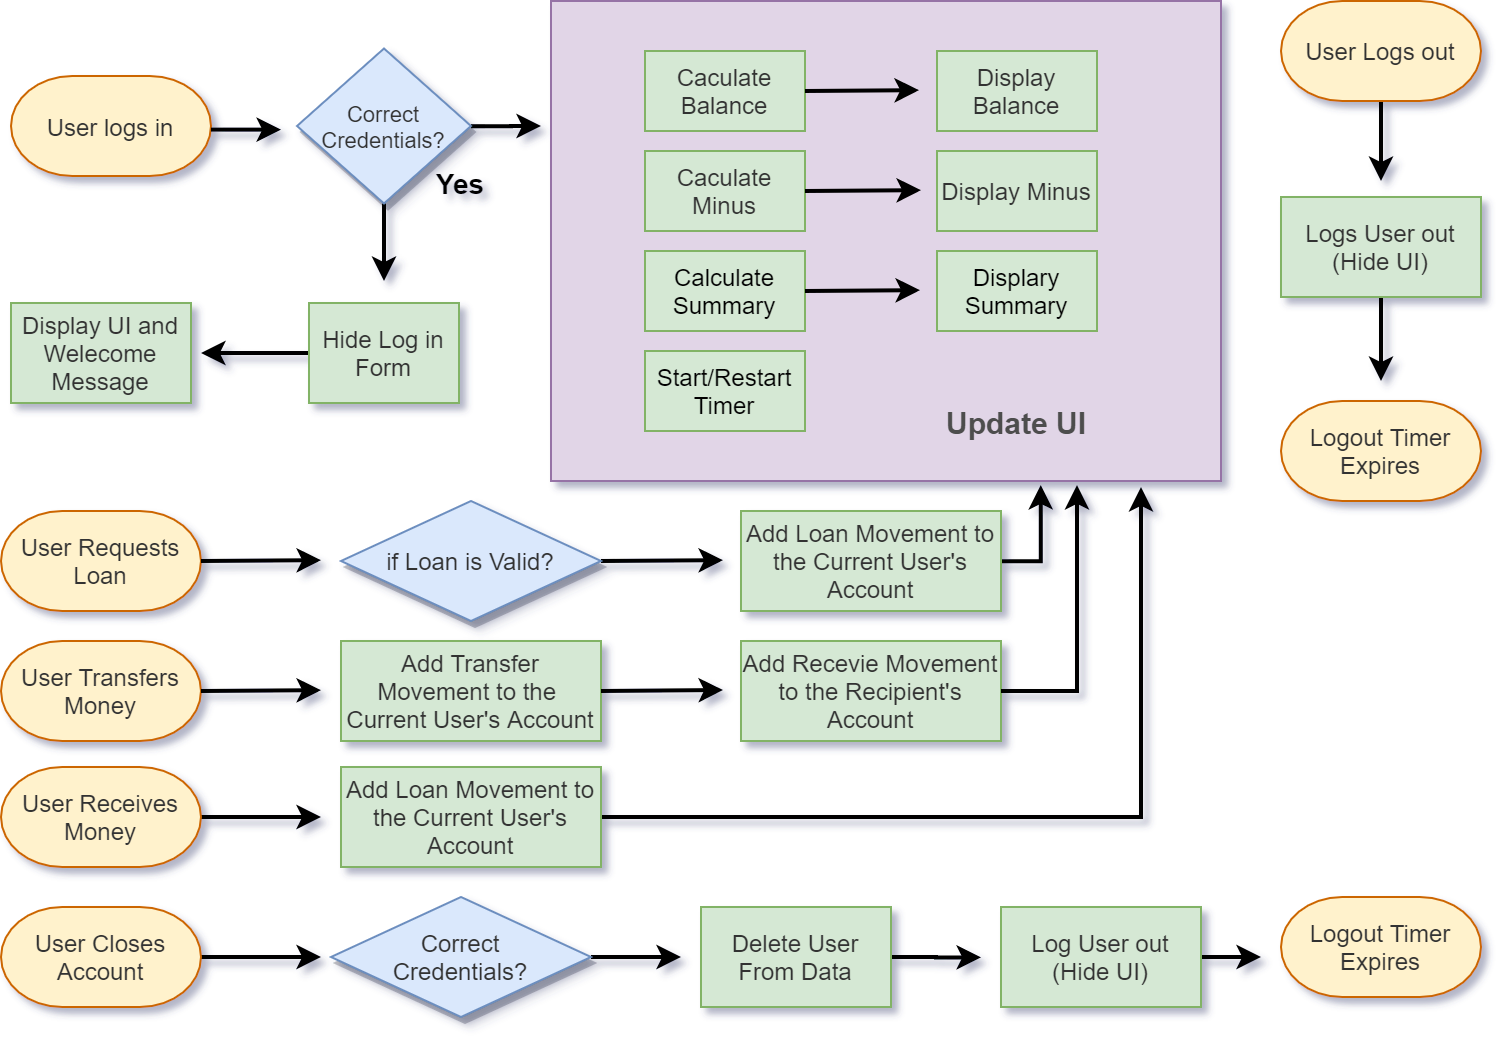 User logs in
Correct
Credentials?
Yes
Hide Log in
Form
Display UI and
Welecome
Message
Caculate
Balance
Display
Balance
Caculate
Minus
Display Minus
Calculate
Summary
Displary
Summary
Start/Restart
Timer
Update UI
User Logs out
Logs User out
(Hide UI)
Logout Timer
Expires
User Requests
Loan
if Loan is Valid?
Add Loan Movement to
the Current User's
Account
User Transfers
Money
Add Transfer
Movement to the
Current User's Account
Add Recevie Movement
to the Recipient's
Account
User Receives
Money
Add Loan Movement to
the Current User's
Account
User Closes
Account
Correct
Credentials?
Delete User
From Data
Log User out
(Hide UI)
Logout Timer
Expires